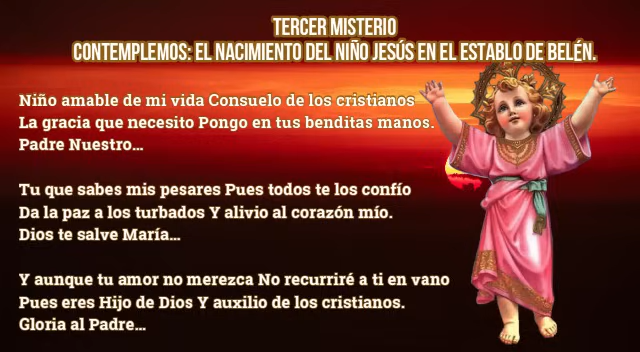 TERCER MISTERIO
CONTEMPLEMOS: EL NACIMIENTO DEL NIÑO JESÚS EN EL ESTABLO DE BELÉN.
Niño amable de mi vida Consuelo de los cristianos
La gracia que necesito Pongo en tus benditas manos.
Padre Nuestro...
Tu que sabes mis pesares Pues todos te los confío
Da la paz a los turbados Y alivio al corazón mío.
Dios te salve María...
Y aunque tu amor no merezca No recurriré a ti en vano
Pues eres Hijo de Dios Y auxilio de los cristianos.
Gloria al Padre...